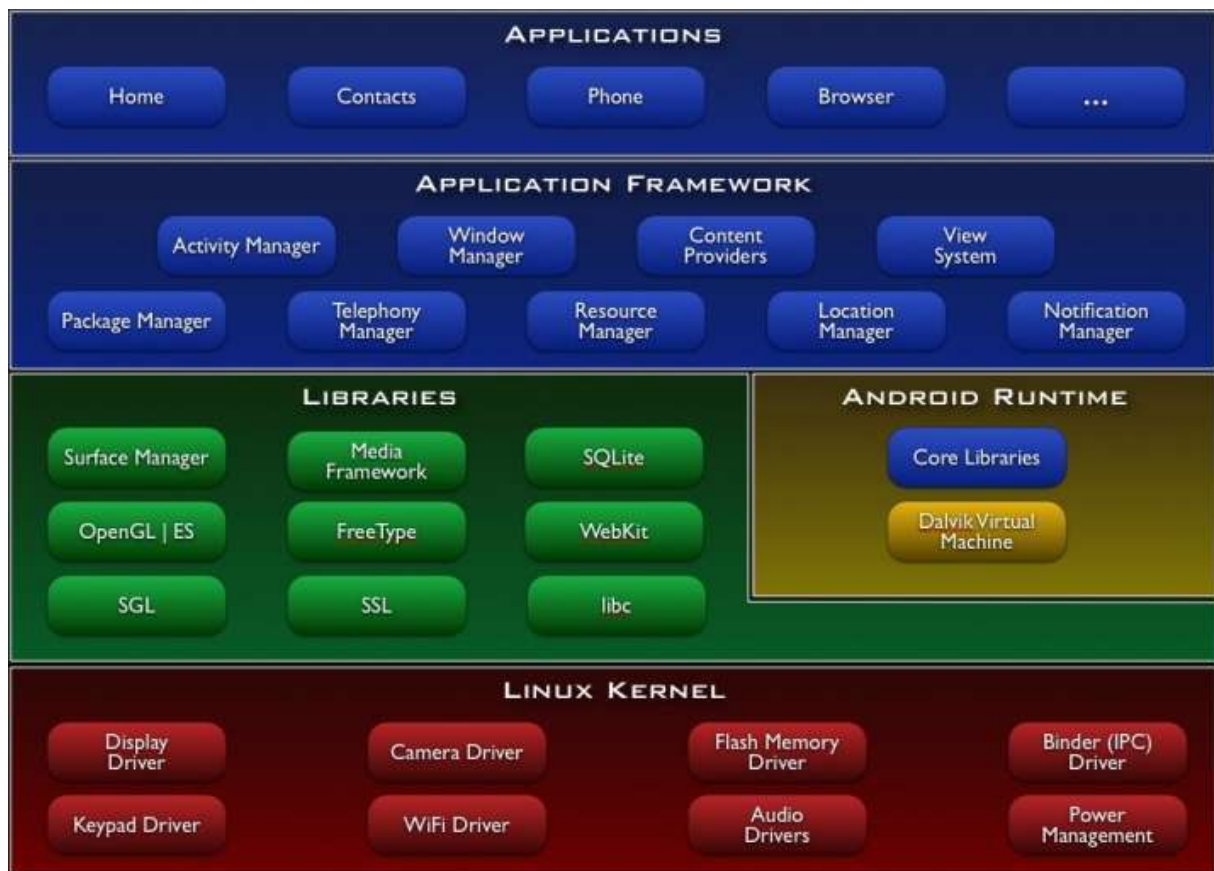 APPLICATIONS
Home
Contacts
Phone
Browser
...
APPLICATION FRAMEWORK
Activity Manager
Window
Manager
Content
Providers
View
System
Package Manager
Telephony
Manager
Resource
Manager
Location
Manager
Notification
Manager
LIBRARIES
Surface Manager
Media
Framework
SQLite
OpenGL | ES
FreeType
WebKit
SGL
SSL
libc
ANDROID RUNTIME
Core Libraries
Dalvik Virtual
Machine
LINUX KERNEL
Display
Driver
Camera Driver
Flash Memory
Driver
Binder (IPC)
Driver
Keypad Driver
WiFi Driver
Audio
Drivers
Power
Management